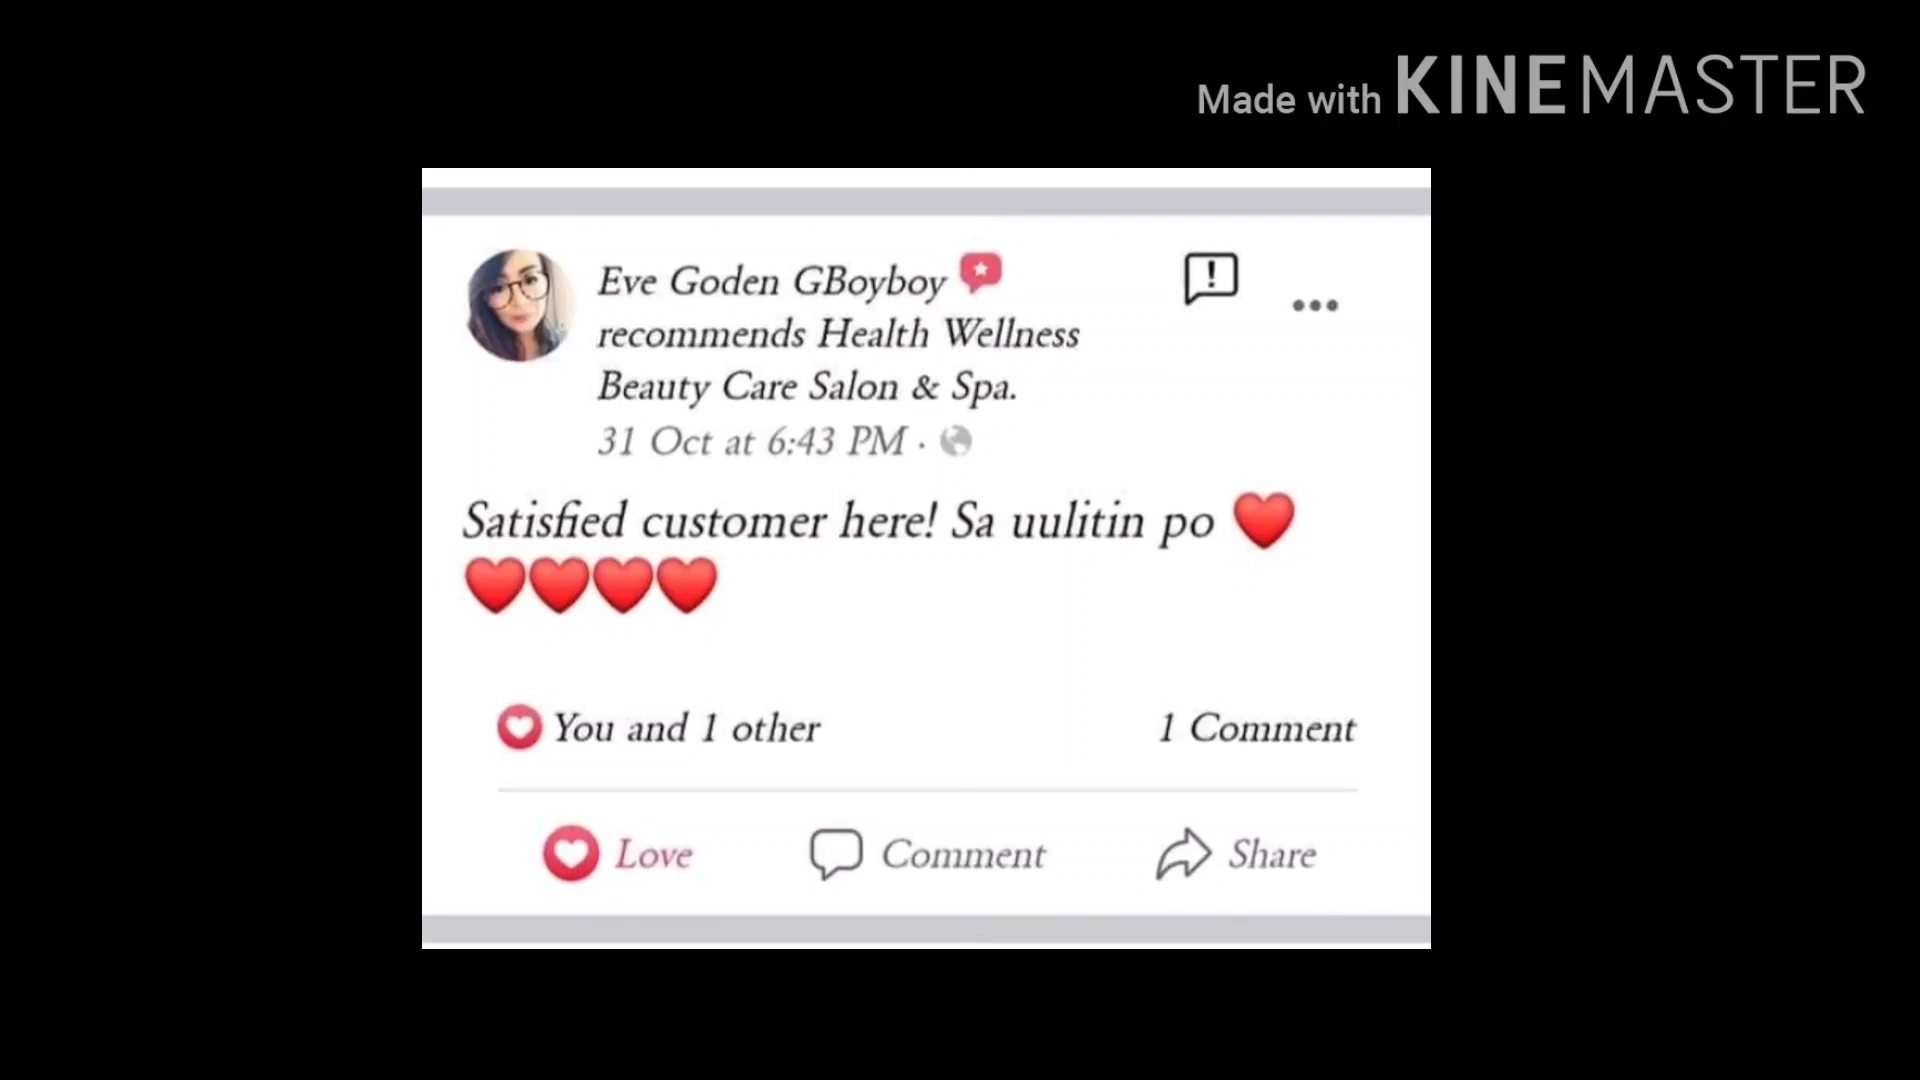 Made with KINEMASTER
Eve Goden GBoyboy
recommends Health Wellness
Beauty Care Salon & Spa.
31 Oct at 6:43 PM ·
Satisfied customer here! Sa uulitin po ❤️
❤️❤️❤️❤️
You and 1 other
1 Comment
Love
Comment
Share